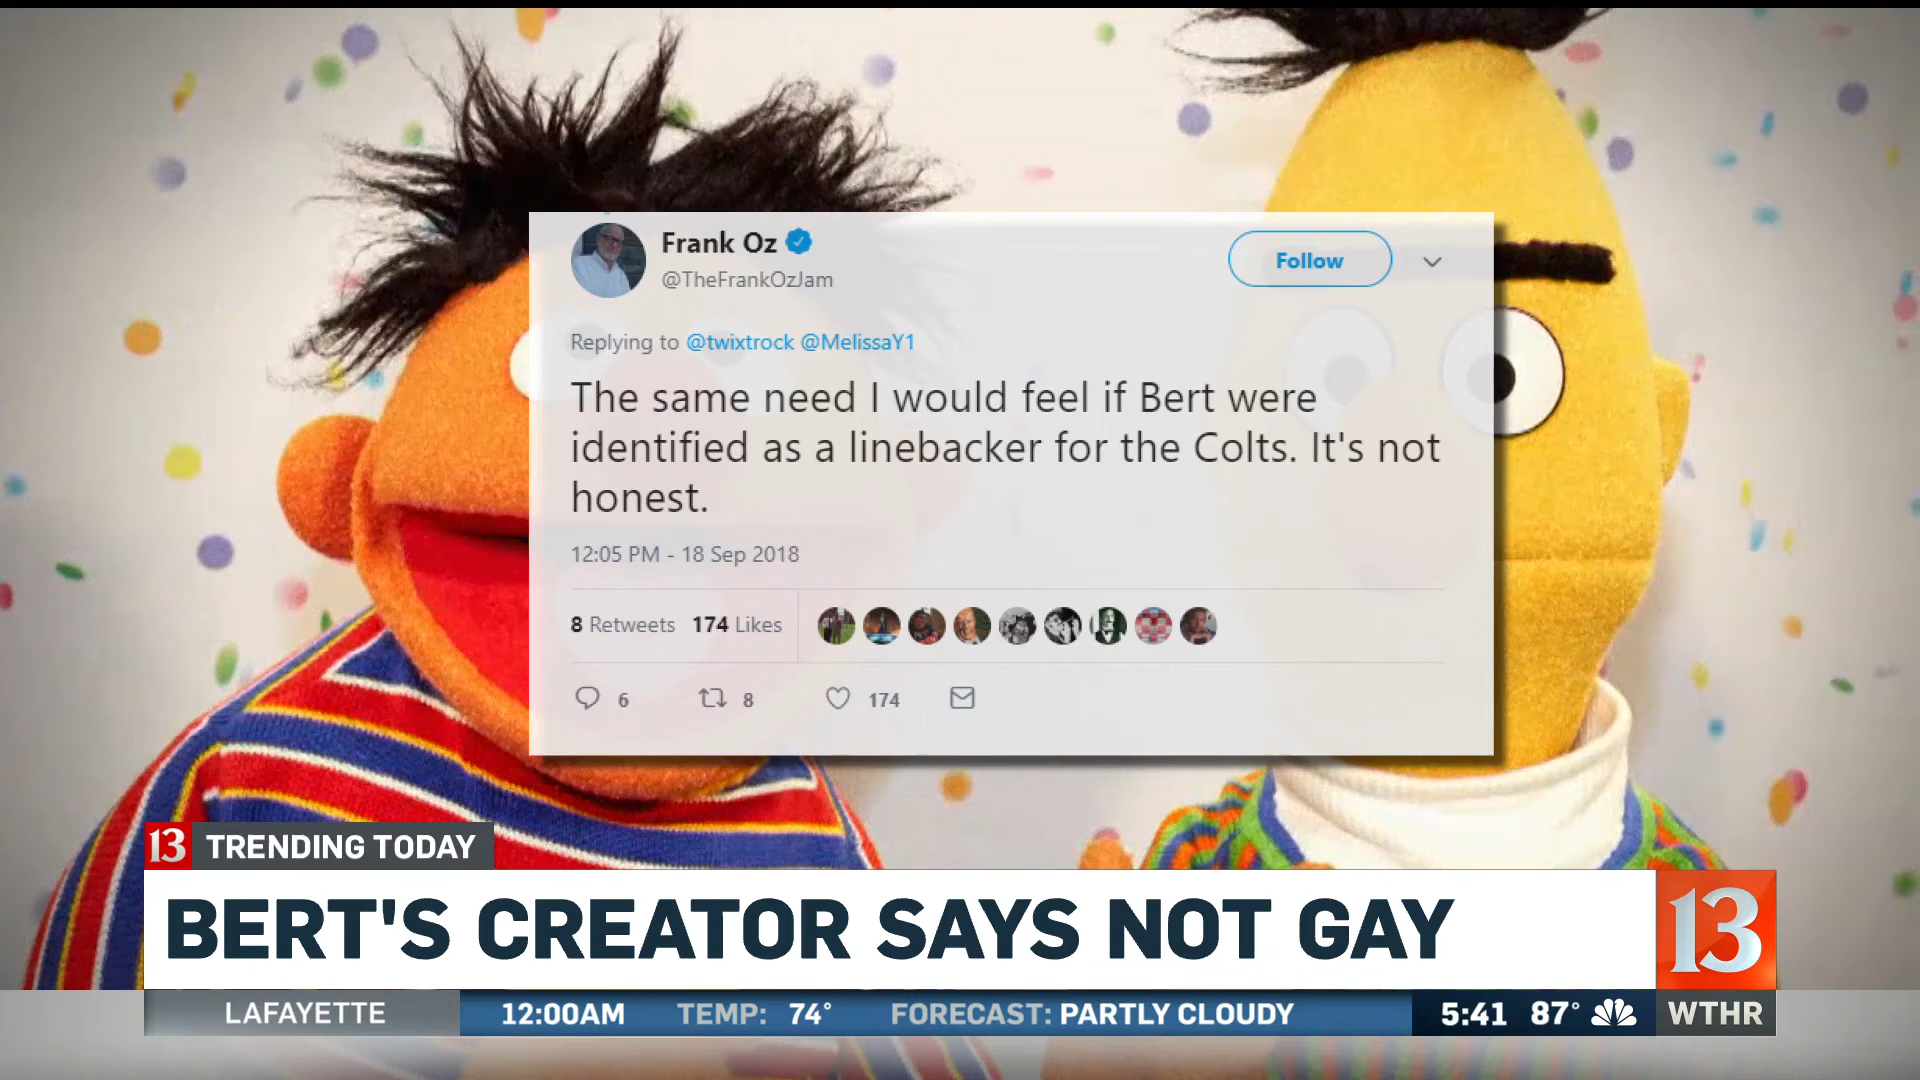 Frank Oz
@TheFrankOzJam
Follow
Replying to @twixtrock @MelissaY1
The same need I would feel if Bert were
identified as a linebacker for the Colts. It's not
honest.
12:05 PM - 18 Sep 2018
8 Retweets 174 Likes
6 8 174
13 TRENDING TODAY
BERT'S CREATOR SAYS NOT GAY
13
LAFAYETTE 12:00AM TEMP: 74° FORECAST: PARTLY CLOUDY 5:41 87° WTHR